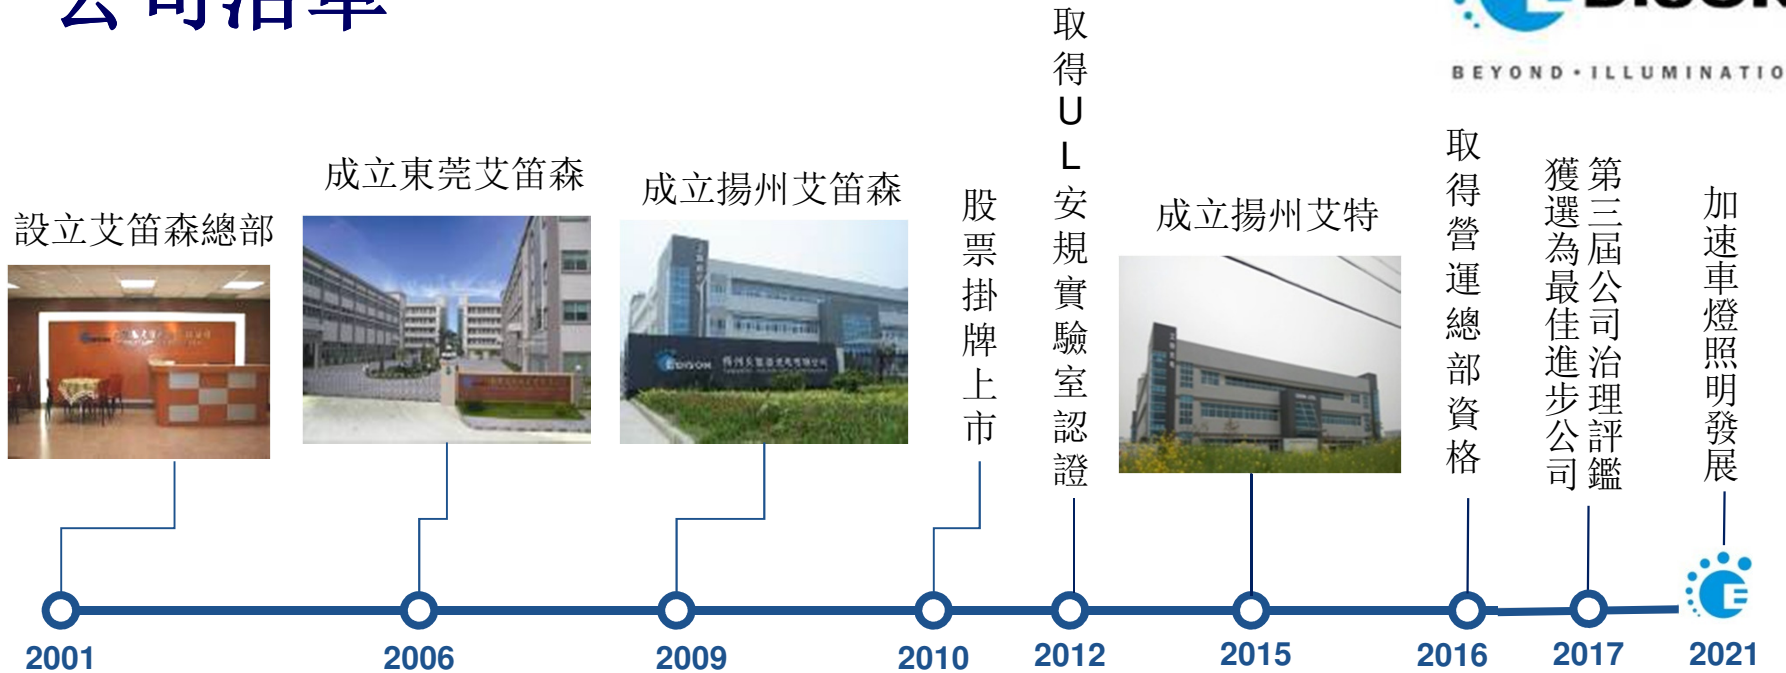 公司沿革
EDISON
BEYOND·ILLUMINATIO
設立艾笛森總部
成立東莞艾笛森
成立揚州艾笛森
股票掛牌上市
取得UL安規實驗室認證
成立揚州艾特
取得營運總部資格
第三屆公司治理評鑑
獲選為最佳進步公司
加速車燈照明發展
EDISON
2001
2006
2009
2010
2012
2015
2016
2017
2021